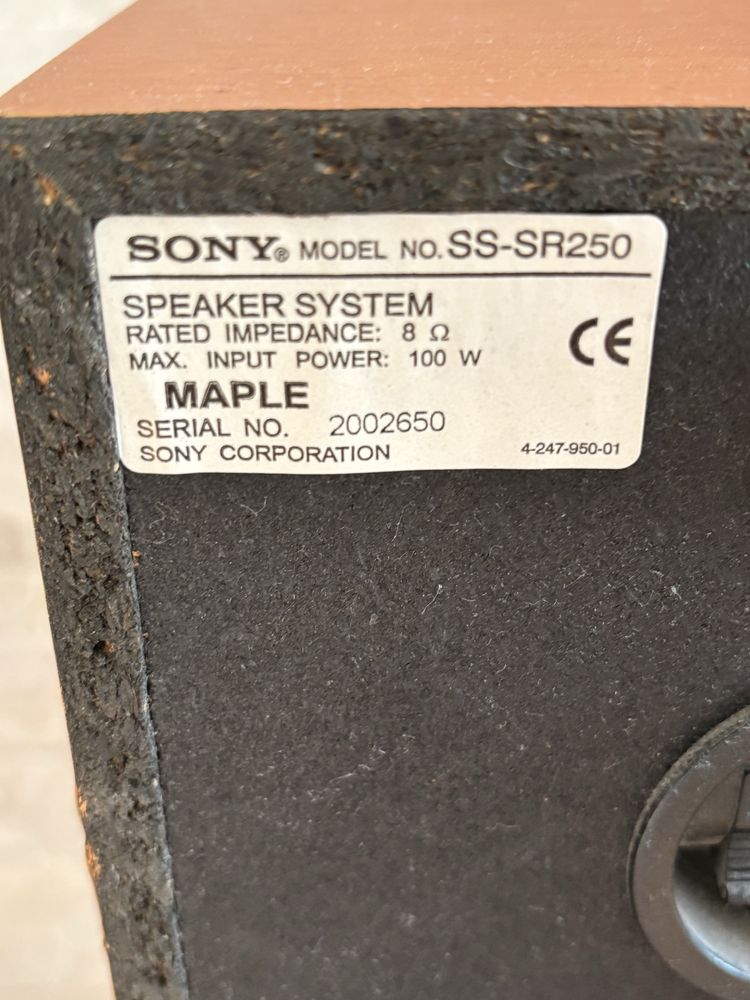 SONY® MODEL NO. SS-SR250
SPEAKER SYSTEM
RATED IMPEDANCE: 8 Ω
MAX. INPUT POWER: 100 W
CE
MAPLE
SERIAL NO. 2002650
SONY CORPORATION 4-247-950-01